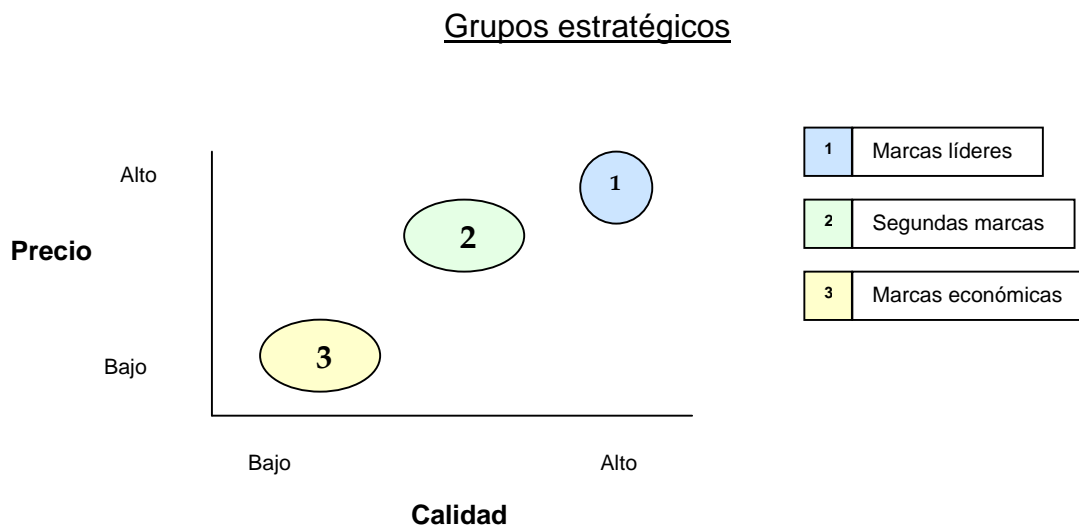 Grupos estratégicos
Alto
Precio
Bajo
1
2
3
Bajo
Alto
Calidad
1 Marcas líderes
2 Segundas marcas
3 Marcas económicas